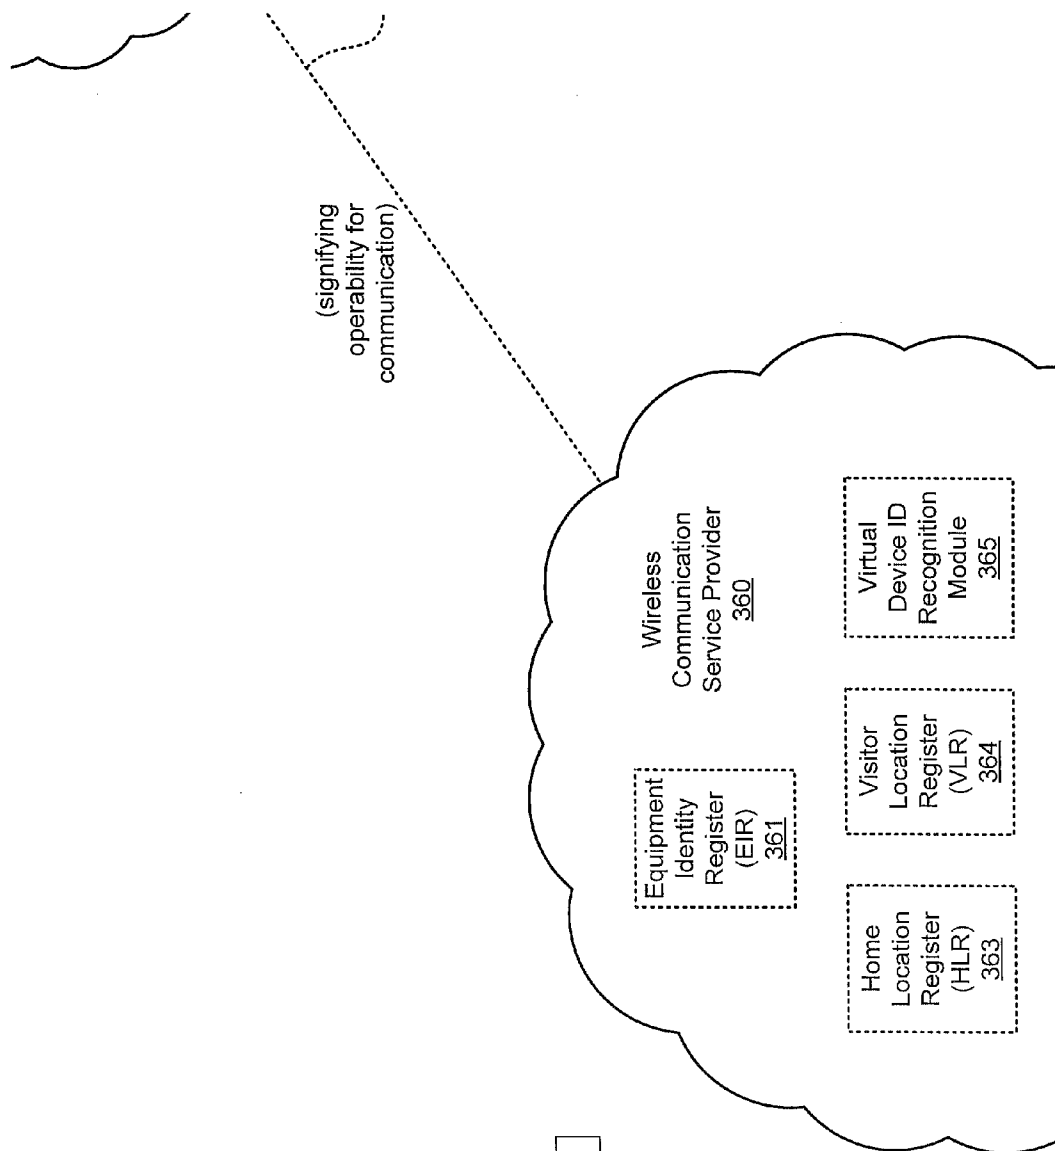 (signifying
operability for
communication)
Wireless
Communication
Service Provider
360
Equipment
Identity
Register
(EIR)
361
Home
Location
Register
(HLR)
363
Visitor
Location
Register
(VLR)
364
Virtual
Device ID
Recognition
Module
365